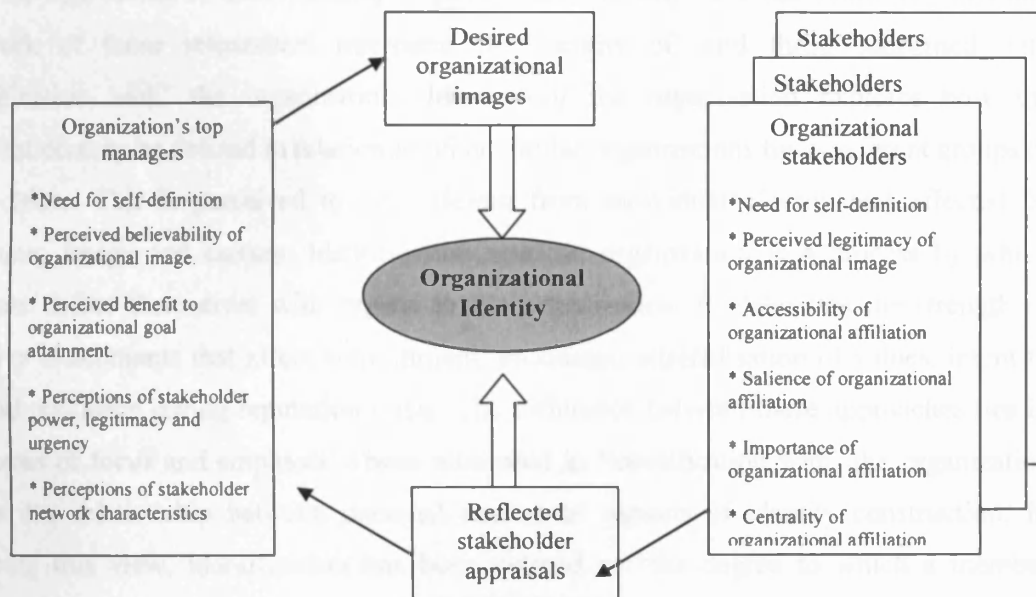 Desired
organizational
images
Stakeholders
Stakeholders
Organization's top
managers
*Need for self-definition
* Perceived believability of
organizational image.
* Perceived benefit to
organizational goal
attainment
* Perceptions of stakeholder
power, legitimacy and
urgency
* Perceptions of stakeholder
network characteristics
Organizational
Identity
Organizational
stakeholders
*Need for self-definition
* Perceived legitimacy of
organizational image
* Accessibility of
organizational affiliation
* Salience of organizational
affiliation
* Importance of
organizational affiliation
* Centrality of
organizational affiliation
Reflected
stakeholder
appraisals